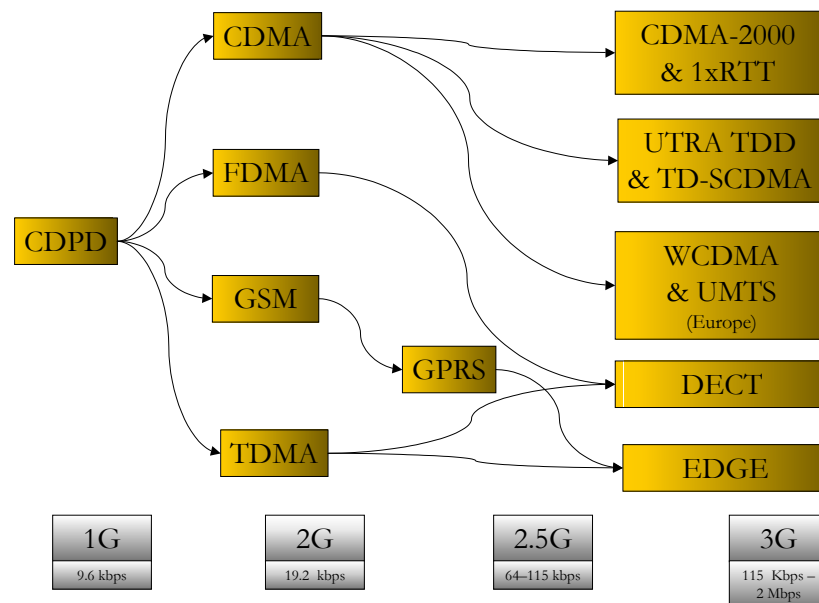 CDMA
CDMA-2000
& 1xRTT
UTRA TDD
& TD-SCDMA
FDMA
CDPD
WCDMA
& UMTS
(Europe)
GSM
GPRS
DECT
TDMA
EDGE
1G
9.6 kbps
2G
19.2 kbps
2.5G
64–115 kbps
3G
115 Kbps –
2 Mbps